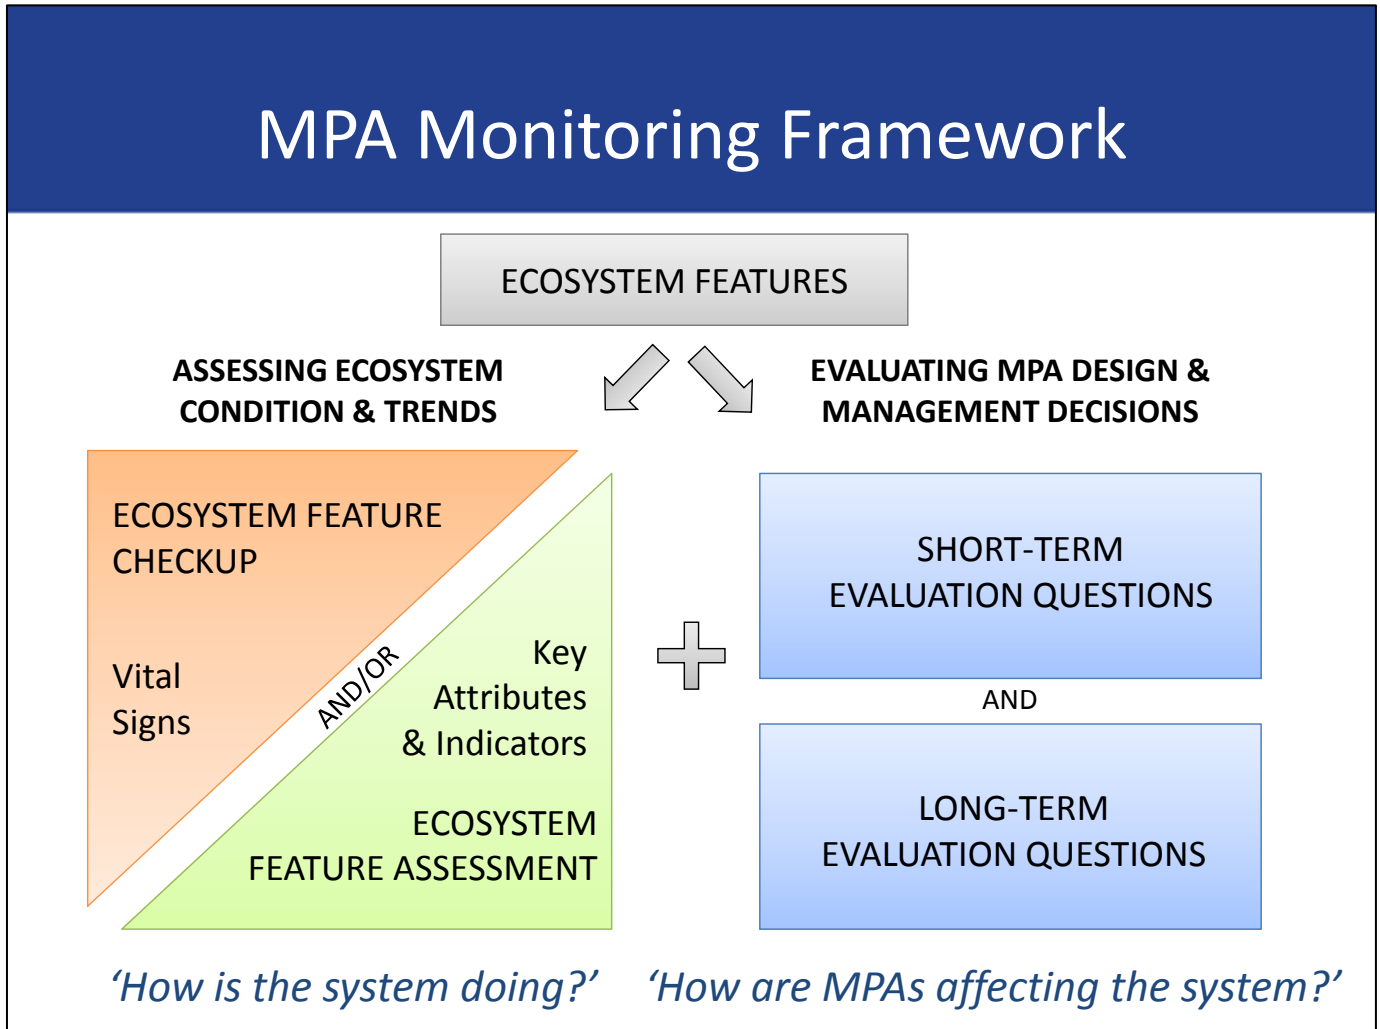 MPA Monitoring Framework
ECOSYSTEM FEATURES
ASSESSING ECOSYSTEM
CONDITION & TRENDS
EVALUATING MPA DESIGN &
MANAGEMENT DECISIONS
ECOSYSTEM FEATURE
CHECKUP
Vital
Signs
AND/OR
Key
Attributes
& Indicators
ECOSYSTEM
FEATURE ASSESSMENT
SHORT-TERM
EVALUATION QUESTIONS
AND
LONG-TERM
EVALUATION QUESTIONS
‘How is the system doing?’
‘How are MPAs affecting the system?’